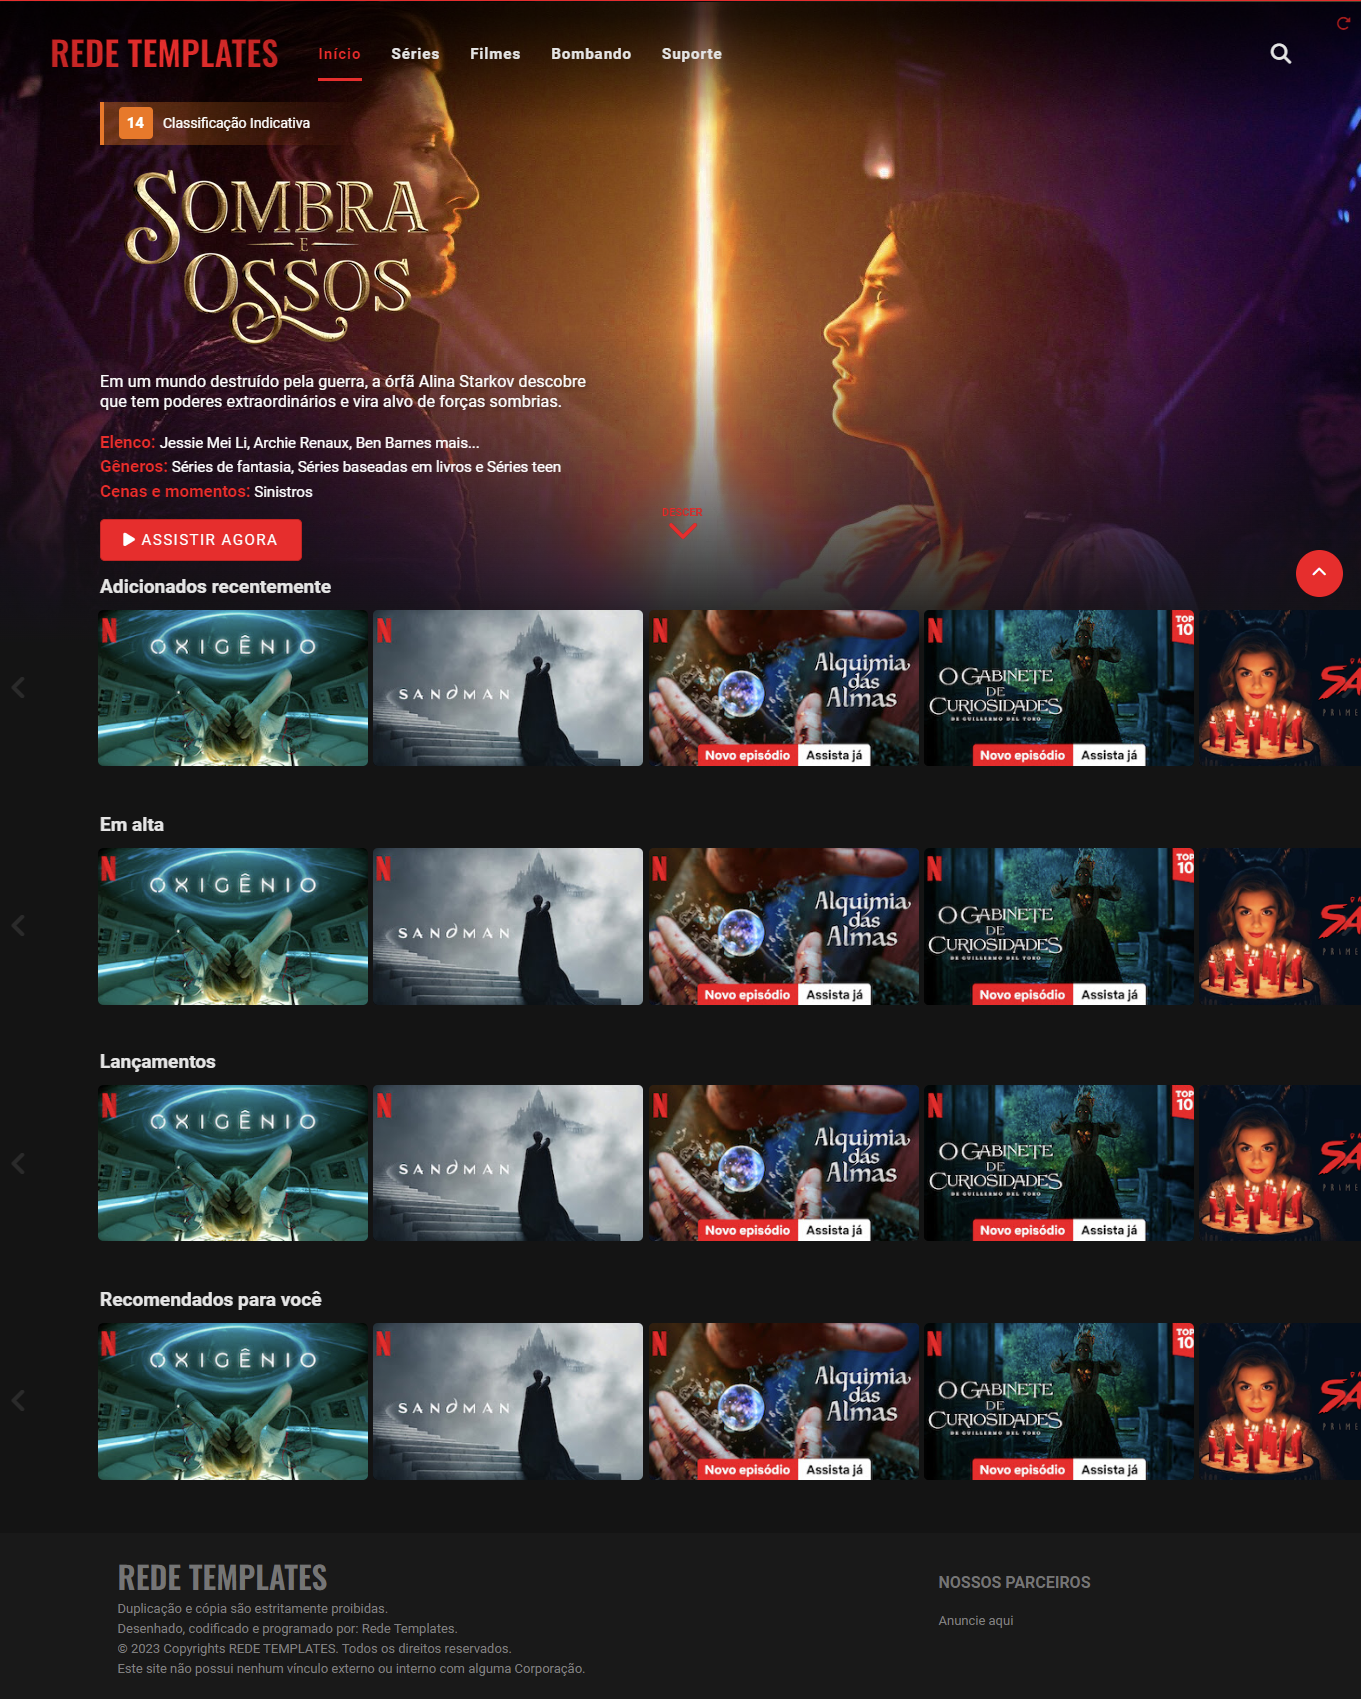 REDE TEMPLATES
Início
Séries
Filmes
Bombando
Suporte
14
Classificação Indicativa
SOMBRA
E
OSSOS
Em um mundo destruído pela guerra, a órfã Alina Starkov descobre
que tem poderes extraordinários e vira alvo de forças sombrias.
Elenco: Jessie Mei Li, Archie Renaux, Ben Barnes mais...
Gêneros: Séries de fantasia, Séries baseadas em livros e Séries teen
Cenas e momentos: Sinistros
DESCER
ASSISTIR AGORA
Adicionados recentemente
N
OXIGÊNIO
N
SANDMAN
N
Alquimia
das
Almas
Novo episódio Assista já
N
TOP
10
O GABINETE
DE
CURIOSIDADES
DE GUILLERMO DEL TORO
Novo episódio Assista já
SA
PRIME
Em alta
N
OXIGÊNIO
N
SANDMAN
N
Alquimia
das
Almas
Novo episódio Assista já
N
TOP
10
O GABINETE
DE
CURIOSIDADES
DE GUILLERMO DEL TORO
Novo episódio Assista já
SA
PRIME
Lançamentos
N
OXIGÊNIO
N
SANDMAN
N
Alquimia
das
Almas
Novo episódio Assista já
N
TOP
10
O GABINETE
DE
CURIOSIDADES
DE GUILLERMO DEL TORO
Novo episódio Assista já
SA
PRIME
Recomendados para você
N
OXIGÊNIO
N
SANDMAN
N
Alquimia
das
Almas
Novo episódio Assista já
N
TOP
10
O GABINETE
DE
CURIOSIDADES
DE GUILLERMO DEL TORO
Novo episódio Assista já
SA
PRIME
REDE TEMPLATES
Duplicação e cópia são estritamente proibidas.
Desenhado, codificado e programado por: Rede Templates.
© 2023 Copyrights REDE TEMPLATES. Todos os direitos reservados.
Este site não possui nenhum vínculo externo ou interno com alguma Corporação.
NOSSOS PARCEIROS
Anuncie aqui